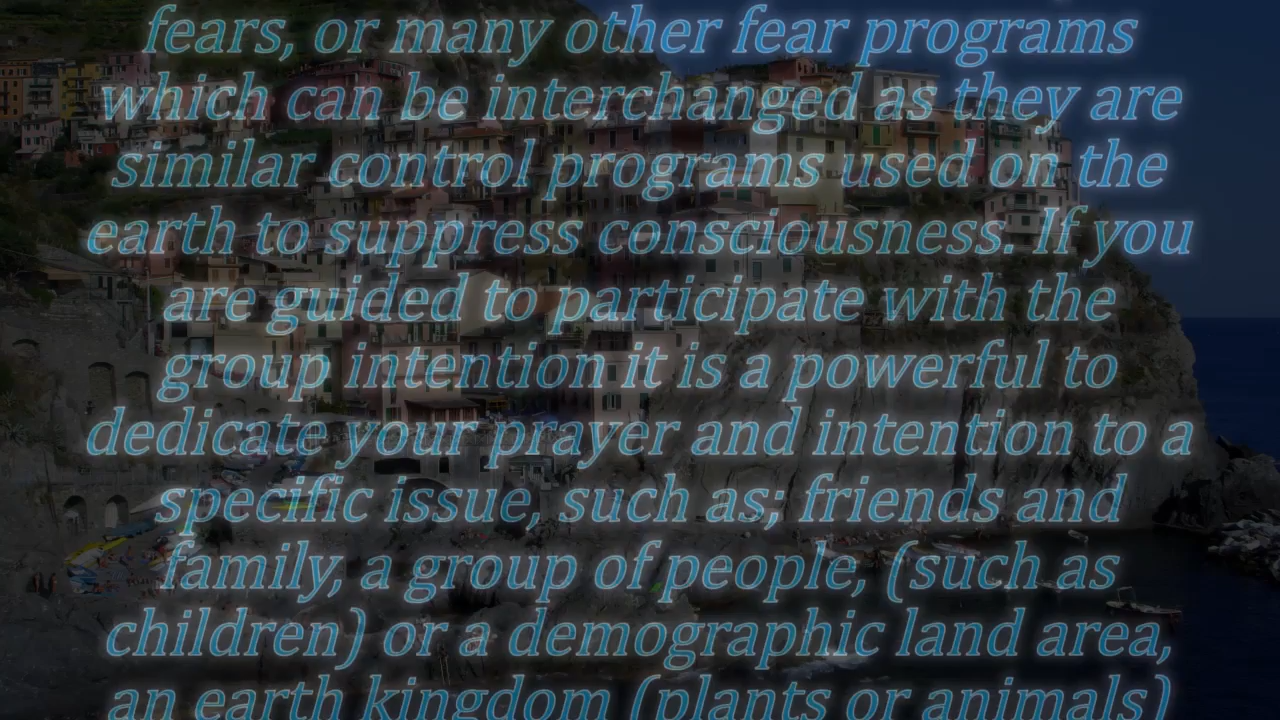 fears, or many other fear programs
which can be interchanged as they are
similar control programs used on the
earth to suppress consciousness. If you
are guided to participate with the
group intention it is a powerful to
dedicate your prayer and intention to a
specific issue, such as; friends and
family, a group of people, (such as
children) or a demographic land area,
an earth kingdom (plants or animals)